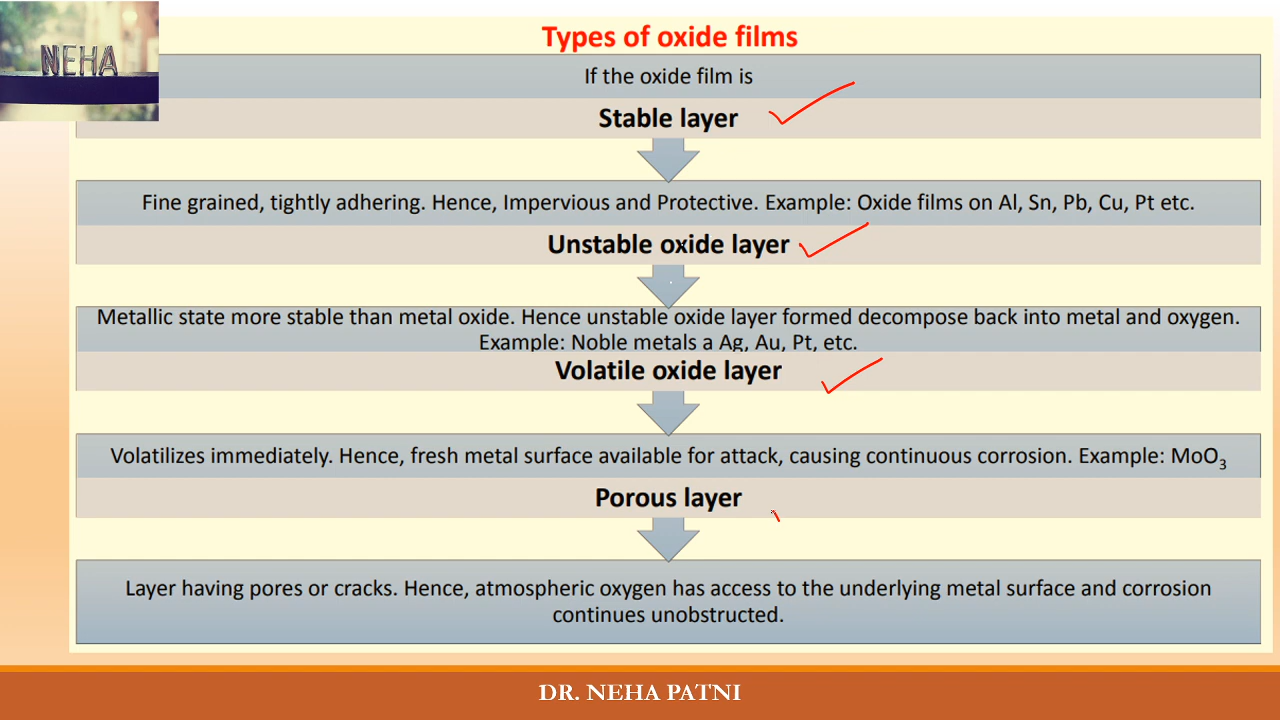 NEHA
Types of oxide films
If the oxide film is
Stable layer
Fine grained, tightly adhering. Hence, Impervious and Protective. Example: Oxide films on Al, Sn, Pb, Cu, Pt etc.
Unstable oxide layer
Metallic state more stable than metal oxide. Hence unstable oxide layer formed decompose back into metal and oxygen.
Example: Noble metals a Ag, Au, Pt, etc.
Volatile oxide layer
Volatilizes immediately. Hence, fresh metal surface available for attack, causing continuous corrosion. Example: MoO₃
Porous layer
Layer having pores or cracks. Hence, atmospheric oxygen has access to the underlying metal surface and corrosion
continues unobstructed.
DR. NEHA PATNI